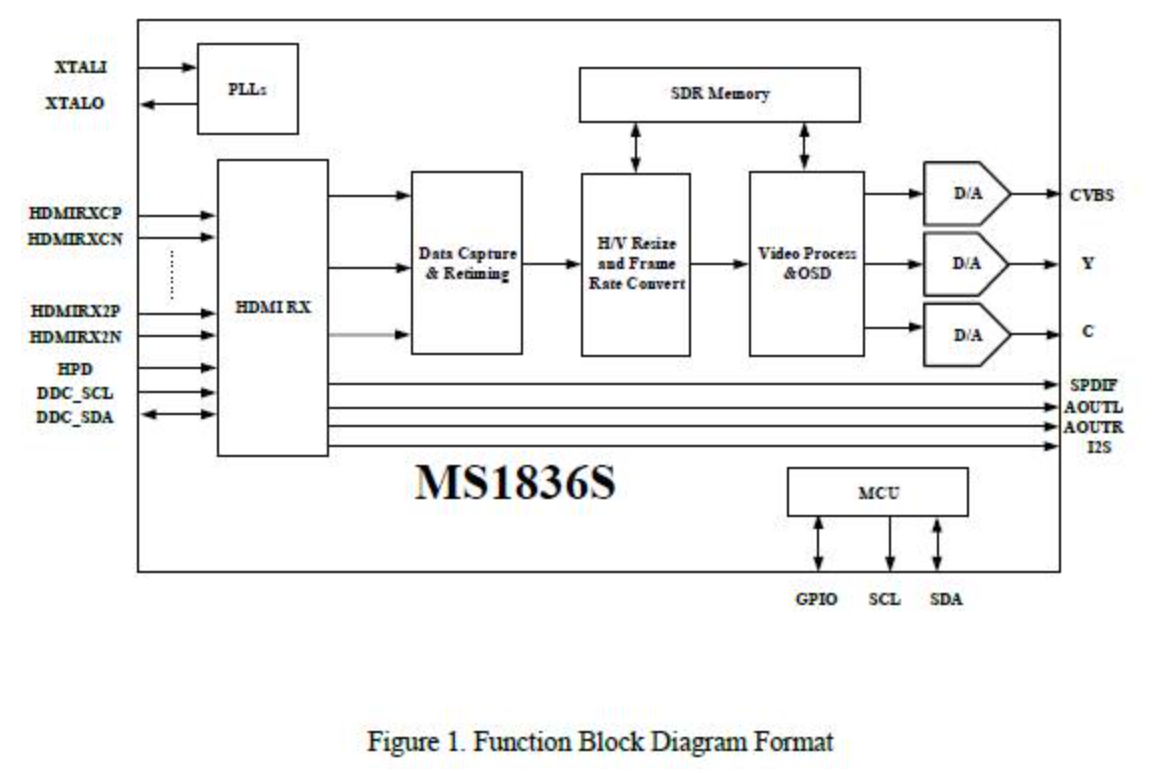 XTALI
XTALO
PLLs
SDR Memory
HDMIRXCP
HDMIRXCN
HDMIRX2P
HDMIRX2N
HPD
DDC_SCL
DDC_SDA
HDMI RX
Data Capture
& Retiming
H/V Resize
and Frame
Rate Convert
Video Process
&OSD
D/A
D/A
D/A
CVBS
Y
C
SPDIF
AOUTL
AOUTR
I2S
MS1836S
MCU
GPIO
SCL
SDA
Figure 1. Function Block Diagram Format